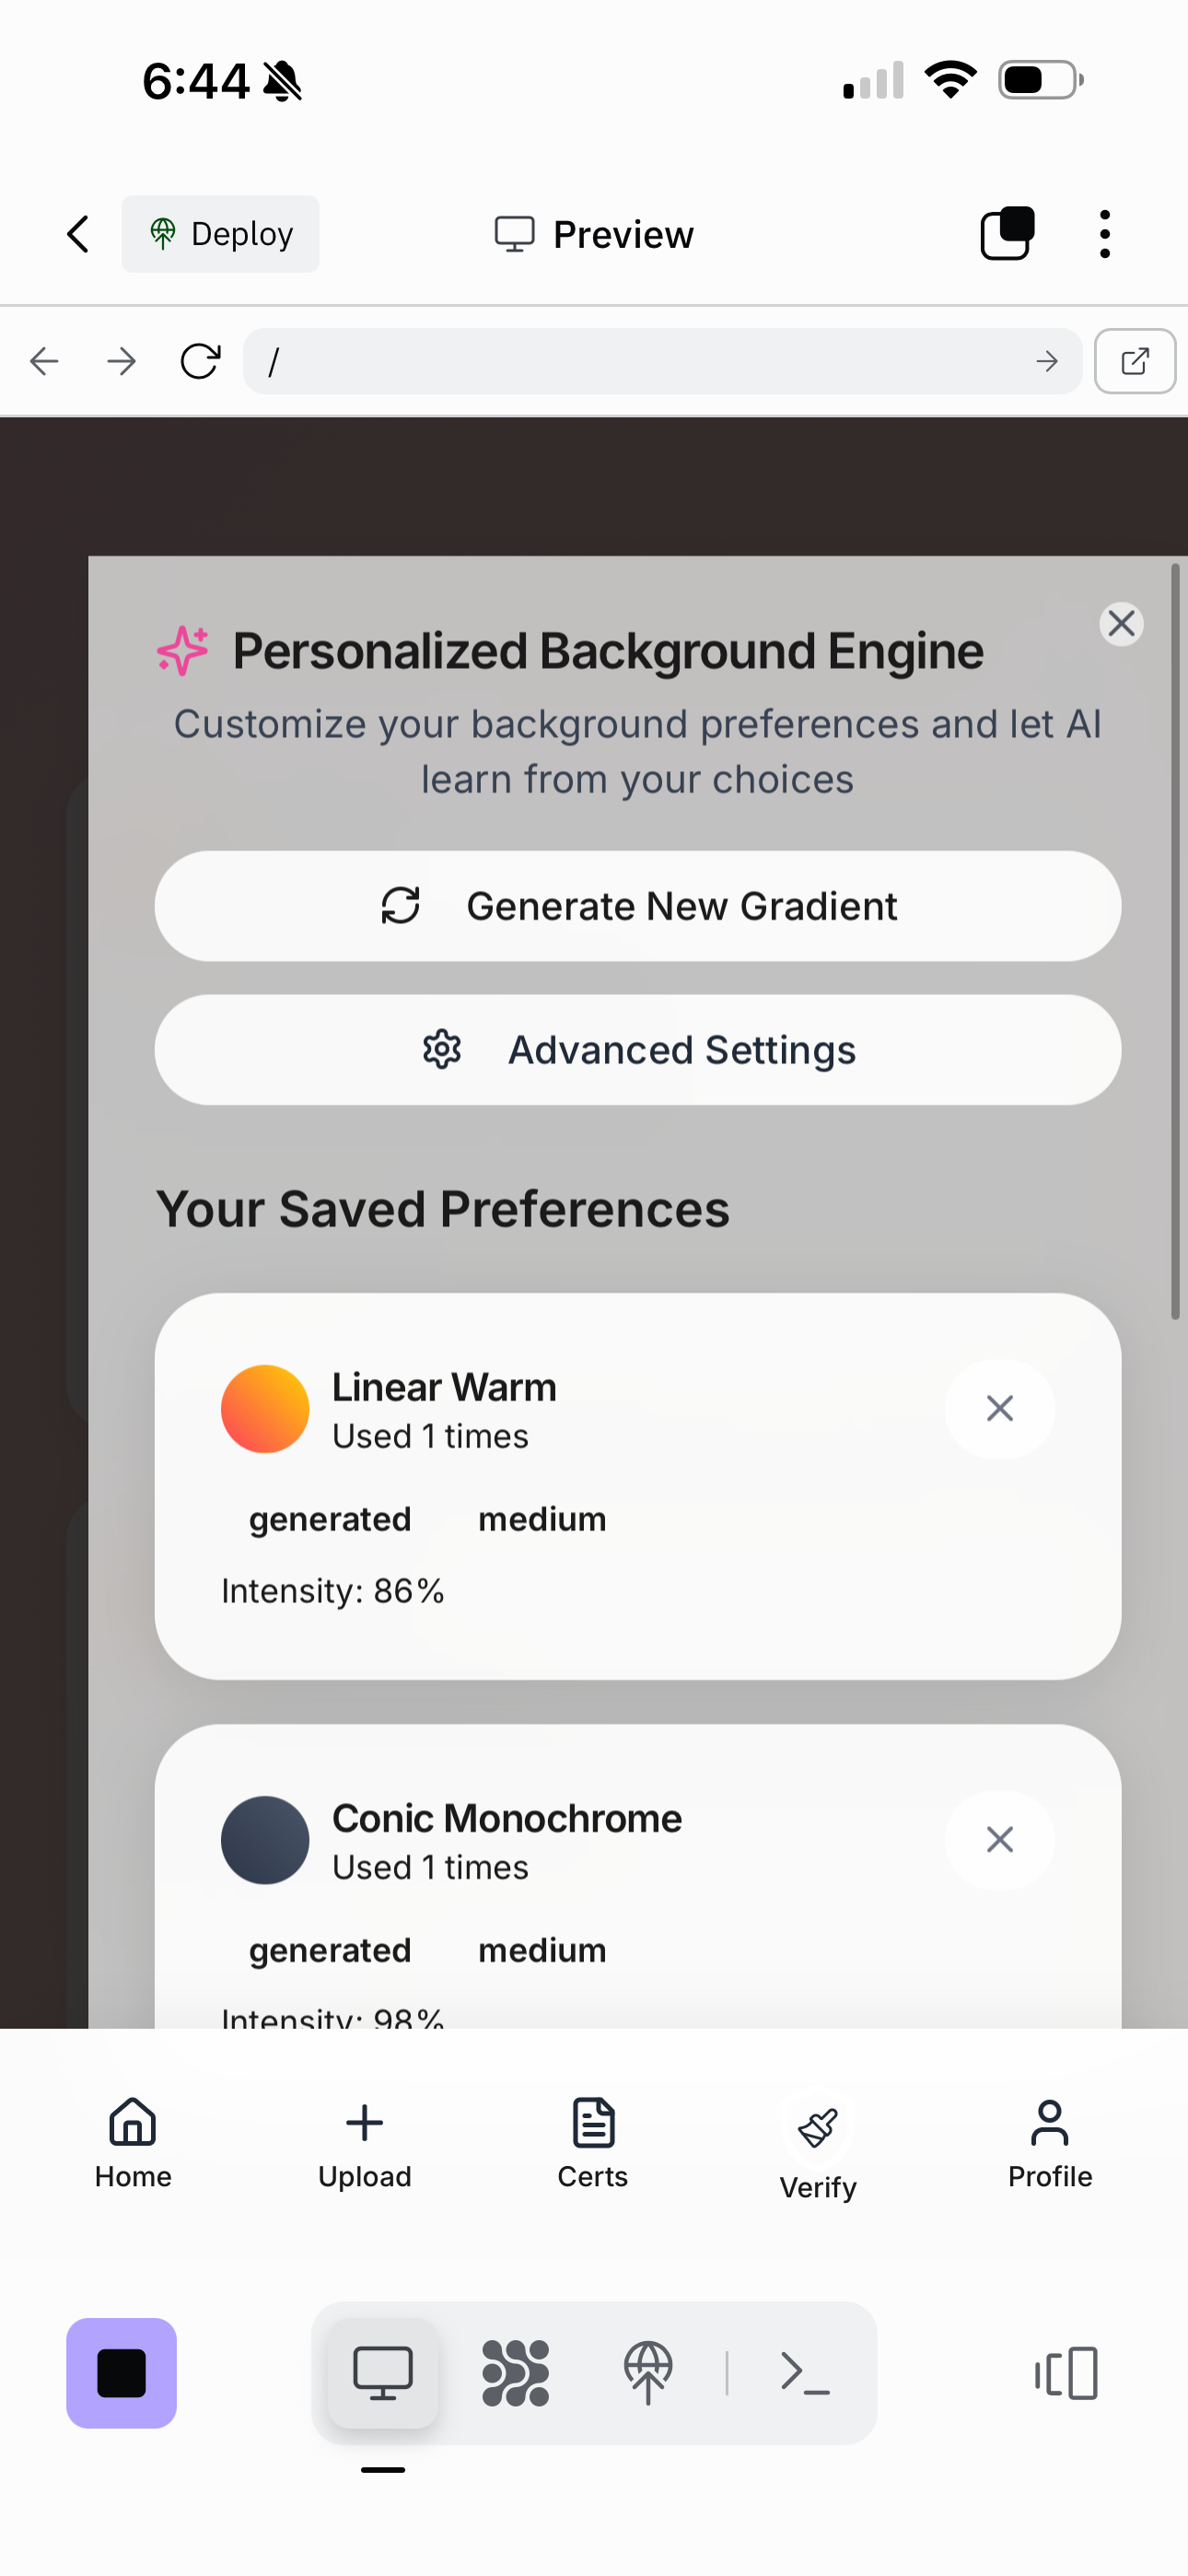 6:44
Deploy
Preview
/
Personalized Background Engine
Customize your background preferences and let AI
learn from your choices
Generate New Gradient
Advanced Settings
Your Saved Preferences
Linear Warm
Used 1 times
generated medium
Intensity: 86%
Conic Monochrome
Used 1 times
generated medium
Intensity: 98%
Home Upload Certs Verify Profile